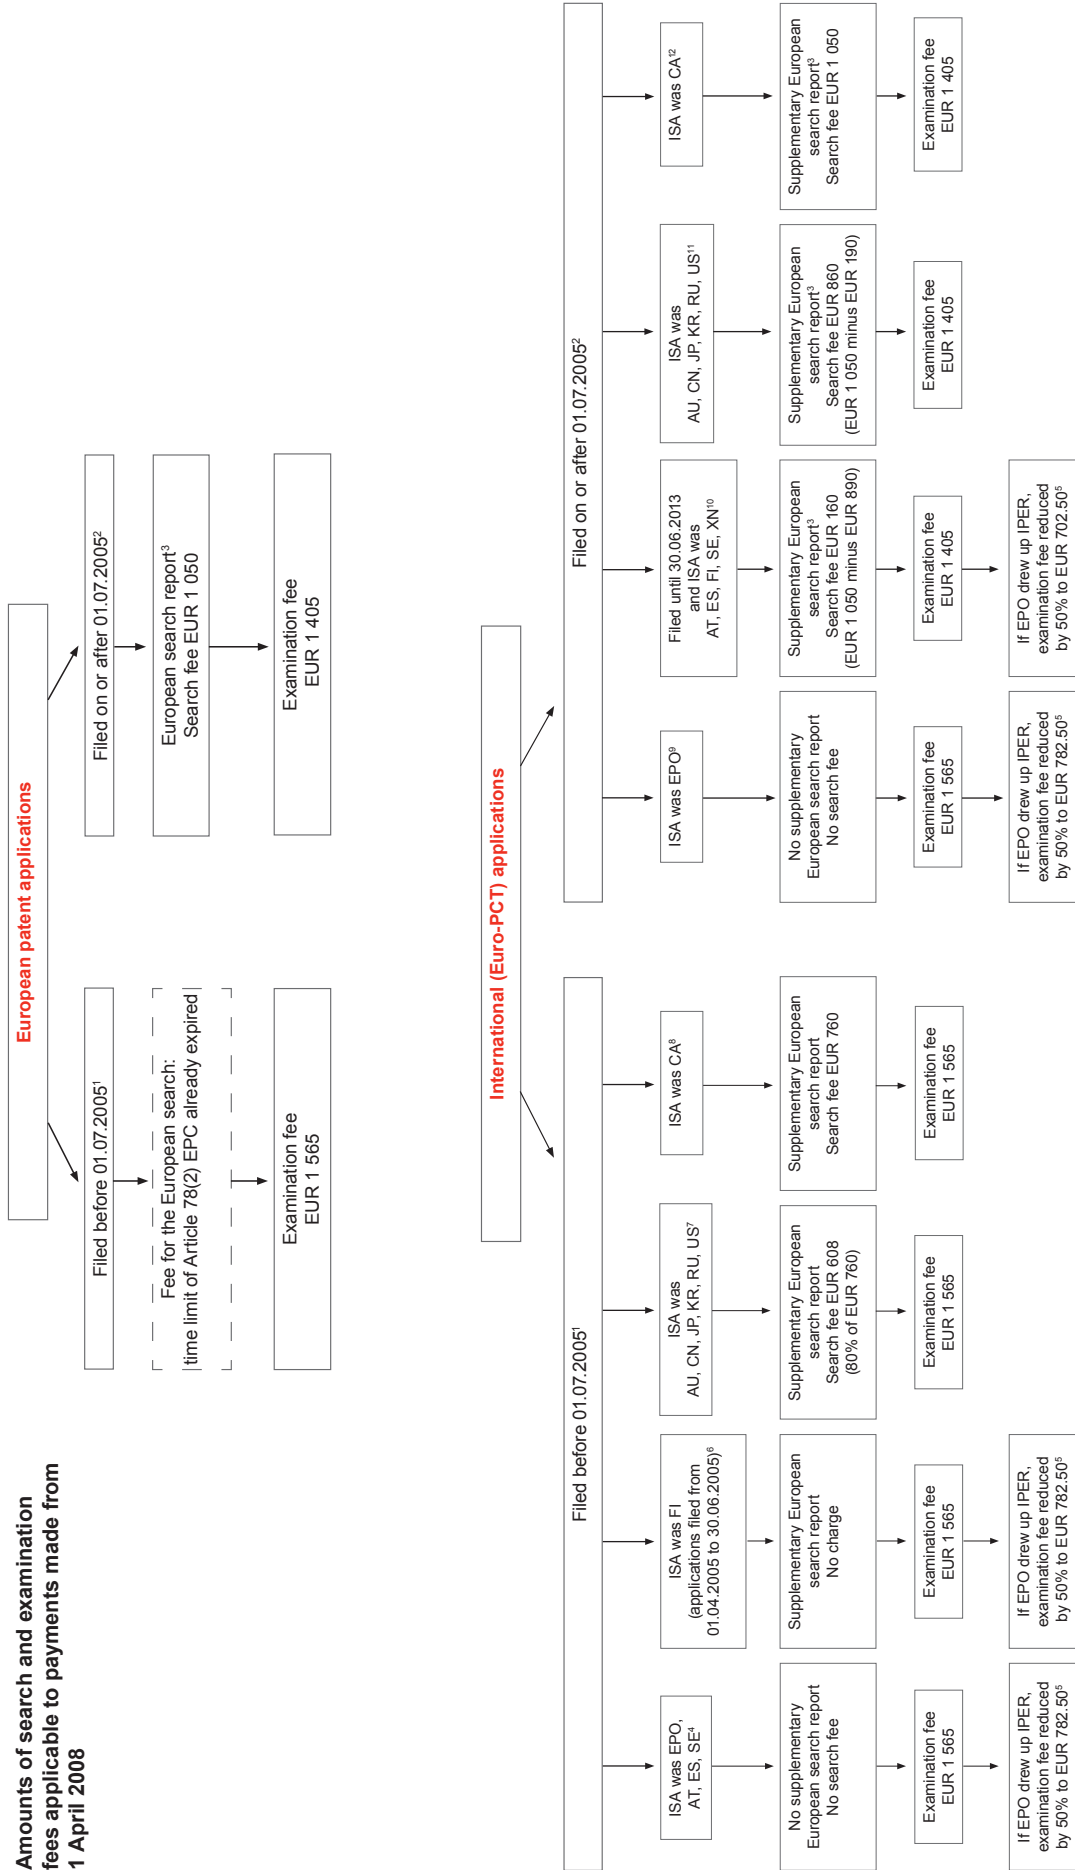 Amounts of search and examination
fees applicable to payments made from
1 April 2008
European patent applications
Filed before 01.07.2005¹
Fee for the European search:
time limit of Article 78(2) EPC already expired
Examination fee
EUR 1 565
Filed on or after 01.07.2005²
European search report³
Search fee EUR 1 050
Examination fee
EUR 1 405
International (Euro-PCT) applications
Filed before 01.07.2005¹
ISA was EPO,
AT, ES, SE⁴
No supplementary
European search report
No search fee
Examination fee
EUR 1 565
If EPO drew up IPER,
examination fee reduced
by 50% to EUR 782.50⁵
ISA was FI
(applications filed from
01.04.2005 to 30.06.2005)⁶
Supplementary European
search report
No charge
Examination fee
EUR 1 565
If EPO drew up IPER,
examination fee reduced
by 50% to EUR 782.50⁵
ISA was
AU, CN, JP, KR, RU, US⁷
Supplementary European
search report
Search fee EUR 608
(80% of EUR 760)
Examination fee
EUR 1 565
ISA was CA⁸
Supplementary European
search report
Search fee EUR 760
Examination fee
EUR 1 565
Filed on or after 01.07.2005²
ISA was EPO⁹
No supplementary
European search report
No search fee
Examination fee
EUR 1 565
If EPO drew up IPER,
examination fee reduced
by 50% to EUR 782.50⁵
Filed until 30.06.2013
and ISA was
AT, ES, FI, SE, XN¹⁰
Supplementary European
search report³
Search fee EUR 160
(EUR 1 050 minus EUR 890)
Examination fee
EUR 1 405
If EPO drew up IPER,
examination fee reduced
by 50% to EUR 702.50⁵
ISA was
AU, CN, JP, KR, RU, US¹¹
Supplementary European
search report³
Search fee EUR 860
(EUR 1 050 minus EUR 190)
Examination fee
EUR 1 405
ISA was CA¹²
Supplementary European
search report³
Search fee EUR 1 050
Examination fee
EUR 1 405